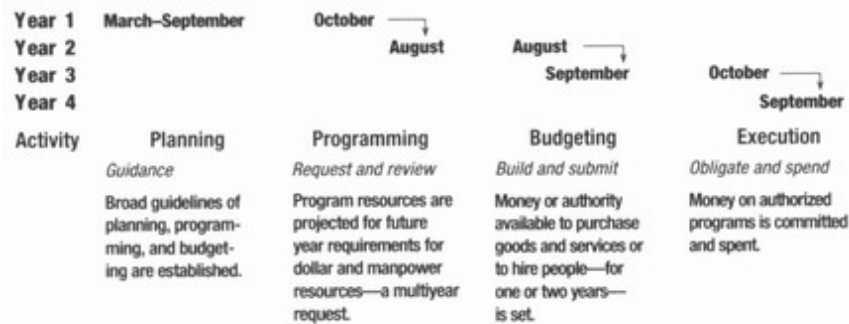 Year 1 March–September October
Year 2 August August
Year 3 September October
Year 4 September
Activity Planning Programming Budgeting Execution
Guidance Request and review Build and submit Obligate and spend
Broad guidelines of
planning, program-
ming, and budget-
ing are established.
Program resources are
projected for future
year requirements for
dollar and manpower
resources—a multiyear
request.
Money or authority
available to purchase
goods and services or
to hire people—for
one or two years—
is set.
Money on authorized
programs is committed
and spent.